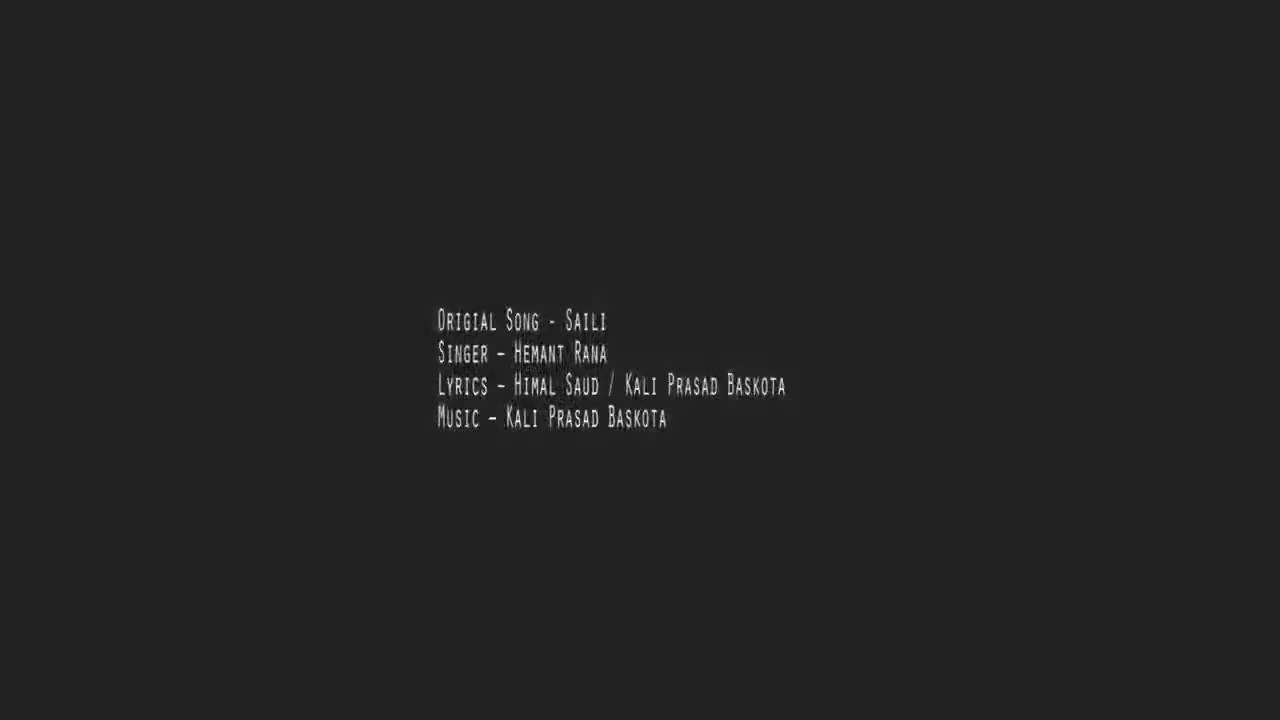 Origial Song - Saili
Singer – Hemant Rana
Lyrics – Himal Saud / Kali Prasad Baskota
Music – Kali Prasad Baskota